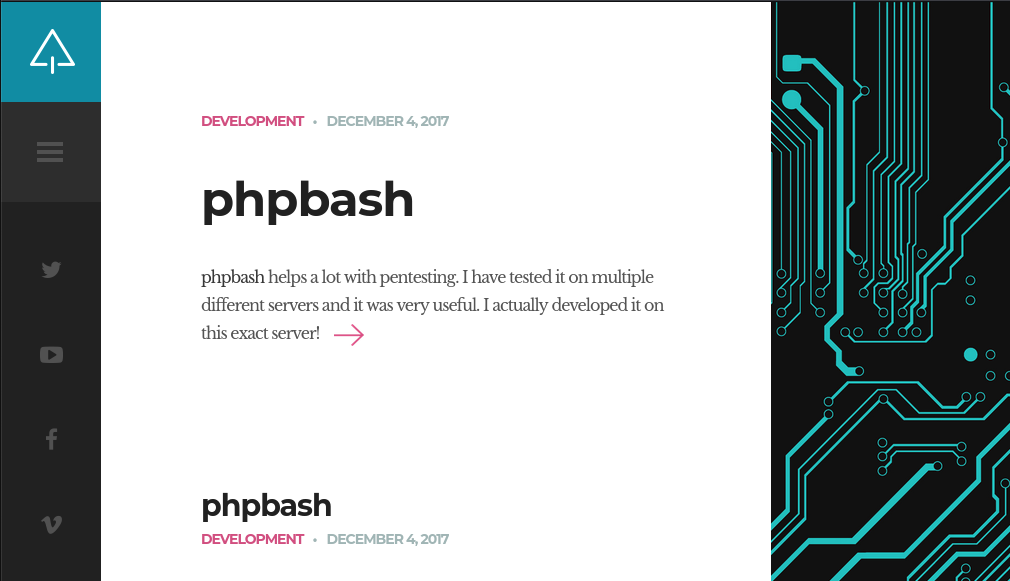 DEVELOPMENT • DECEMBER 4, 2017
phpbash
phpbash helps a lot with pentesting. I have tested it on multiple
different servers and it was very useful. I actually developed it on
this exact server!
phpbash
DEVELOPMENT • DECEMBER 4, 2017